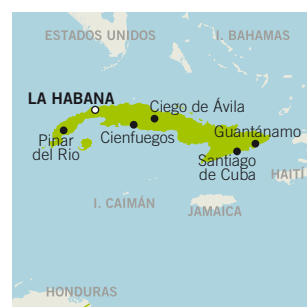 ESTADOS UNIDOS
I. BAHAMAS
LA HABANA
Ciego de Ávila
Guantánamo
Pinar
del Rio
Cienfuegos
Santiago
de Cuba
HAITÍ
I. CAIMÁN
JAMAICA
HONDURAS